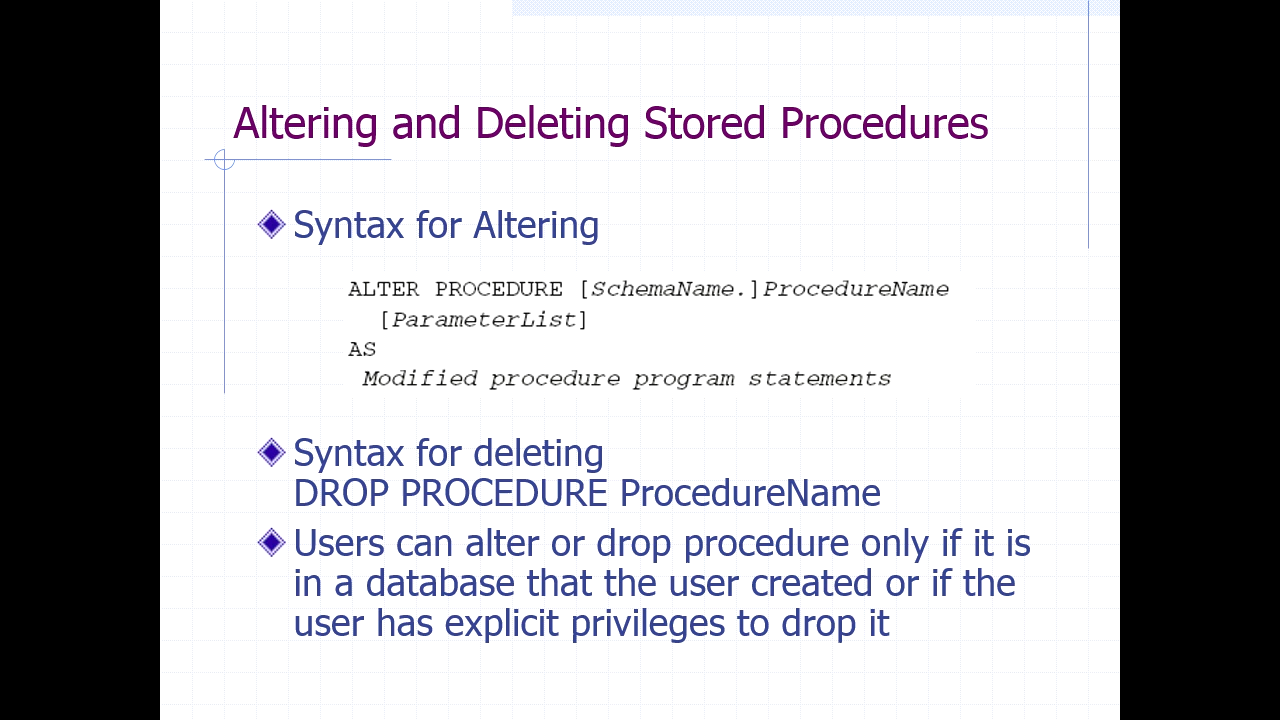 Altering and Deleting Stored Procedures
Syntax for Altering
ALTER PROCEDURE [SchemaName.]ProcedureName
[ParameterList]
AS
Modified procedure program statements
Syntax for deleting
DROP PROCEDURE ProcedureName
Users can alter or drop procedure only if it is
in a database that the user created or if the
user has explicit privileges to drop it